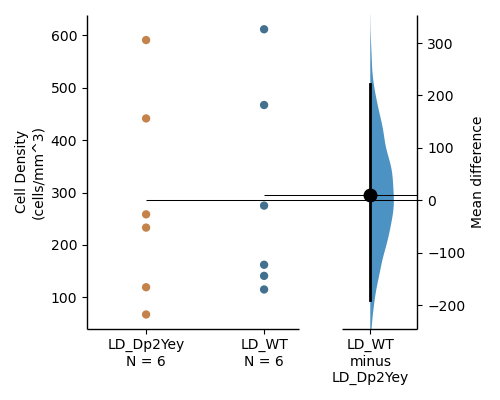 600
500
400
300
200
100
Cell Density
(cells/mm^3)
LD_Dp2Yey
N = 6
LD_WT
N = 6
300
200
100
0
−100
−200
Mean difference
LD_WT
minus
LD_Dp2Yey